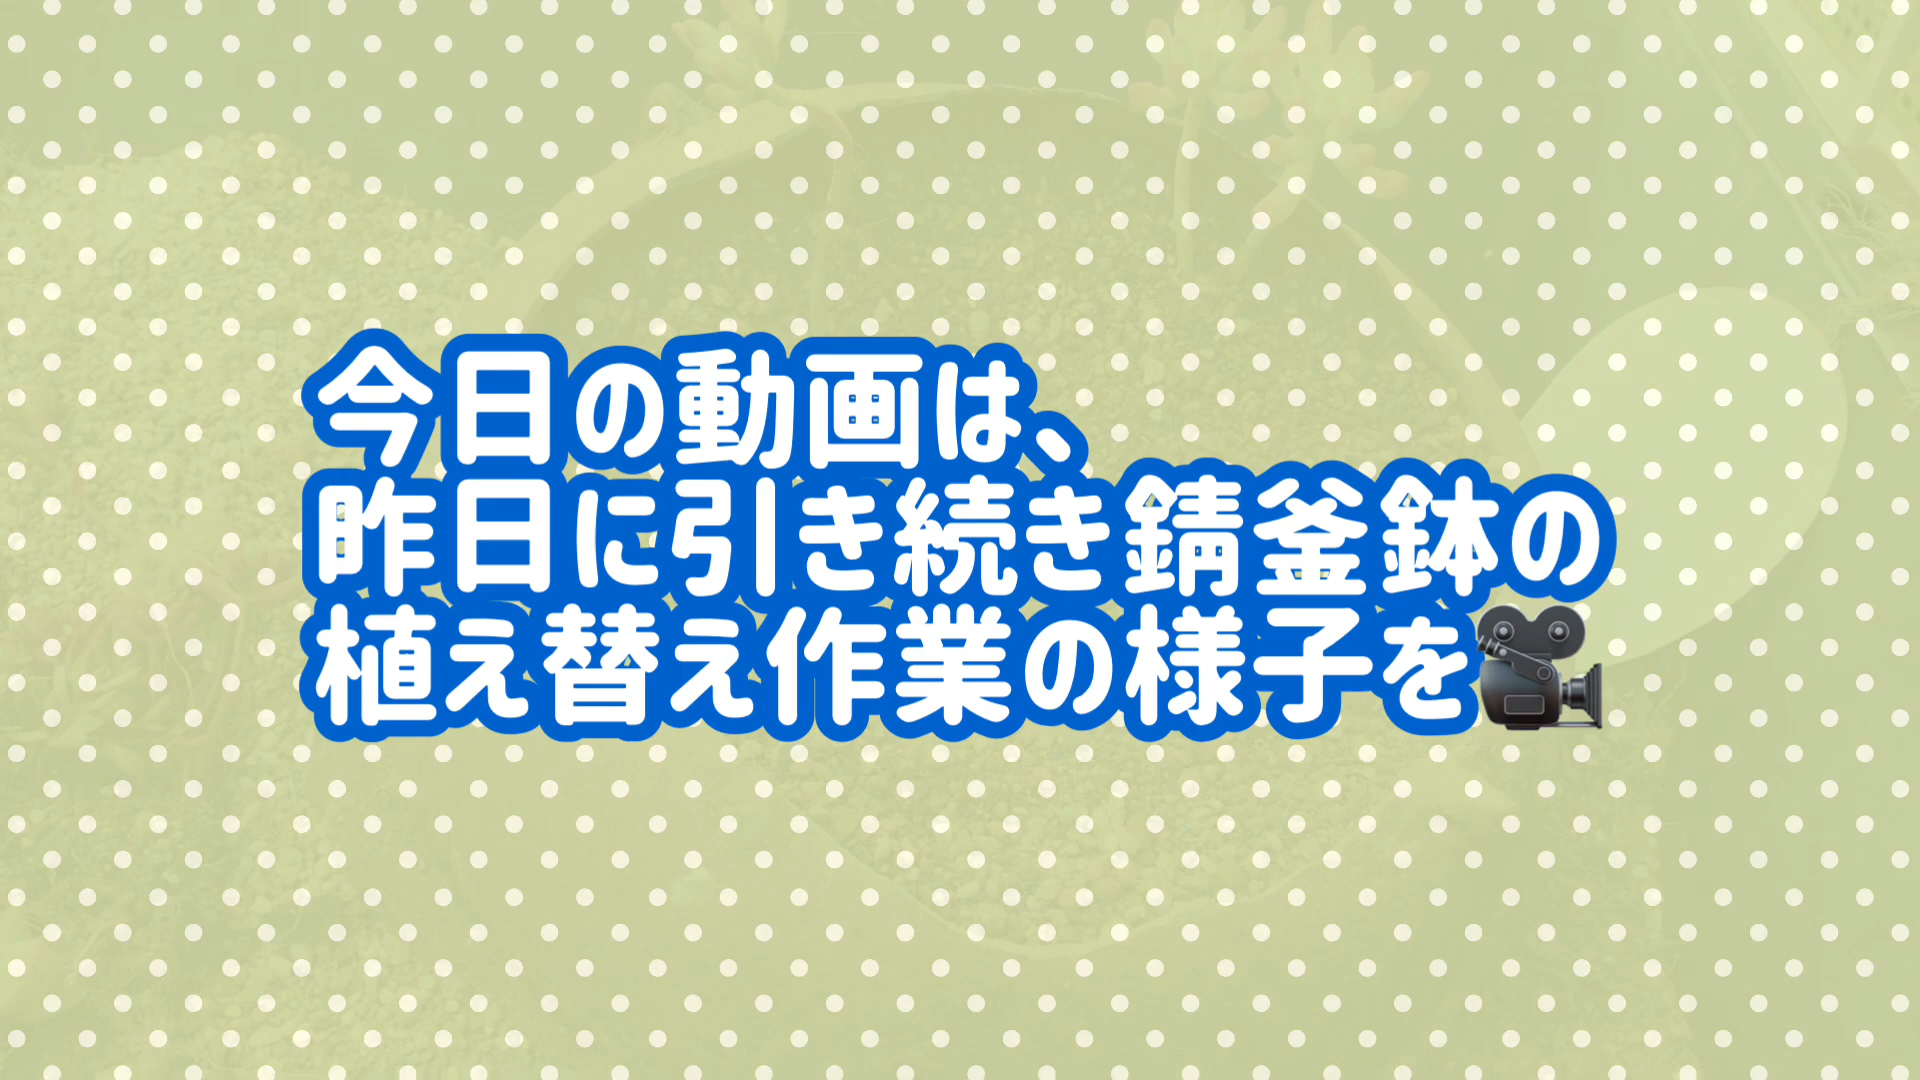 今日の動画は、
昨日に引き続き錆釜鉢の
植え替え作業の様子を🎥